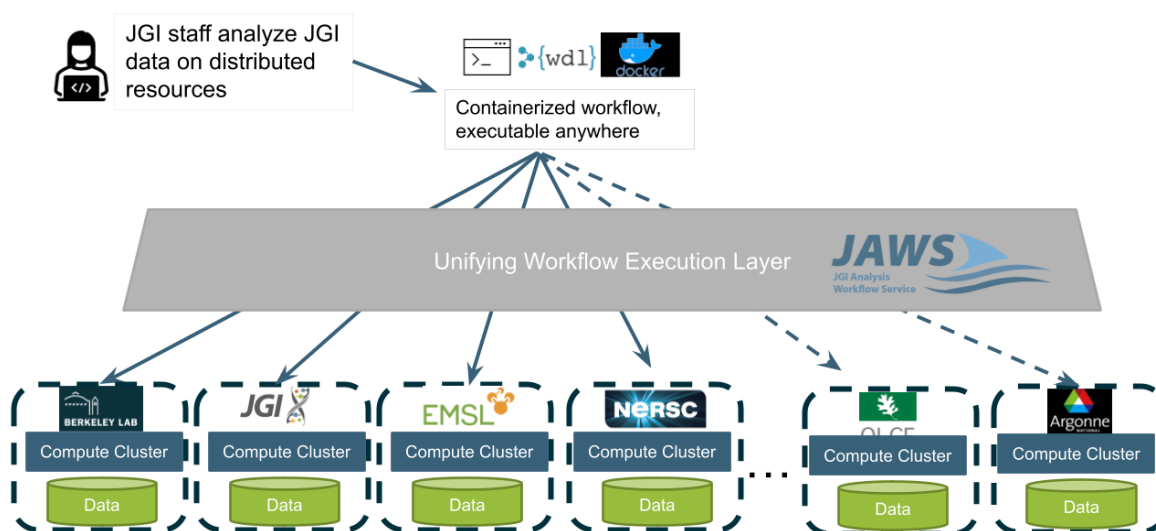 JGI staff analyze JGI
data on distributed
resources
</>
>_
{wdl}
docker
Containerized workflow,
executable anywhere
Unifying Workflow Execution Layer
JAWS
JGI Analysis
Workflow Service
BERKELEY LAB
JGI
EMSL
NERSC
OLCF
Argonne
NATIONAL
Compute Cluster
Compute Cluster
Compute Cluster
Compute Cluster
...
Compute Cluster
Compute Cluster
Data
Data
Data
Data
Data
Data